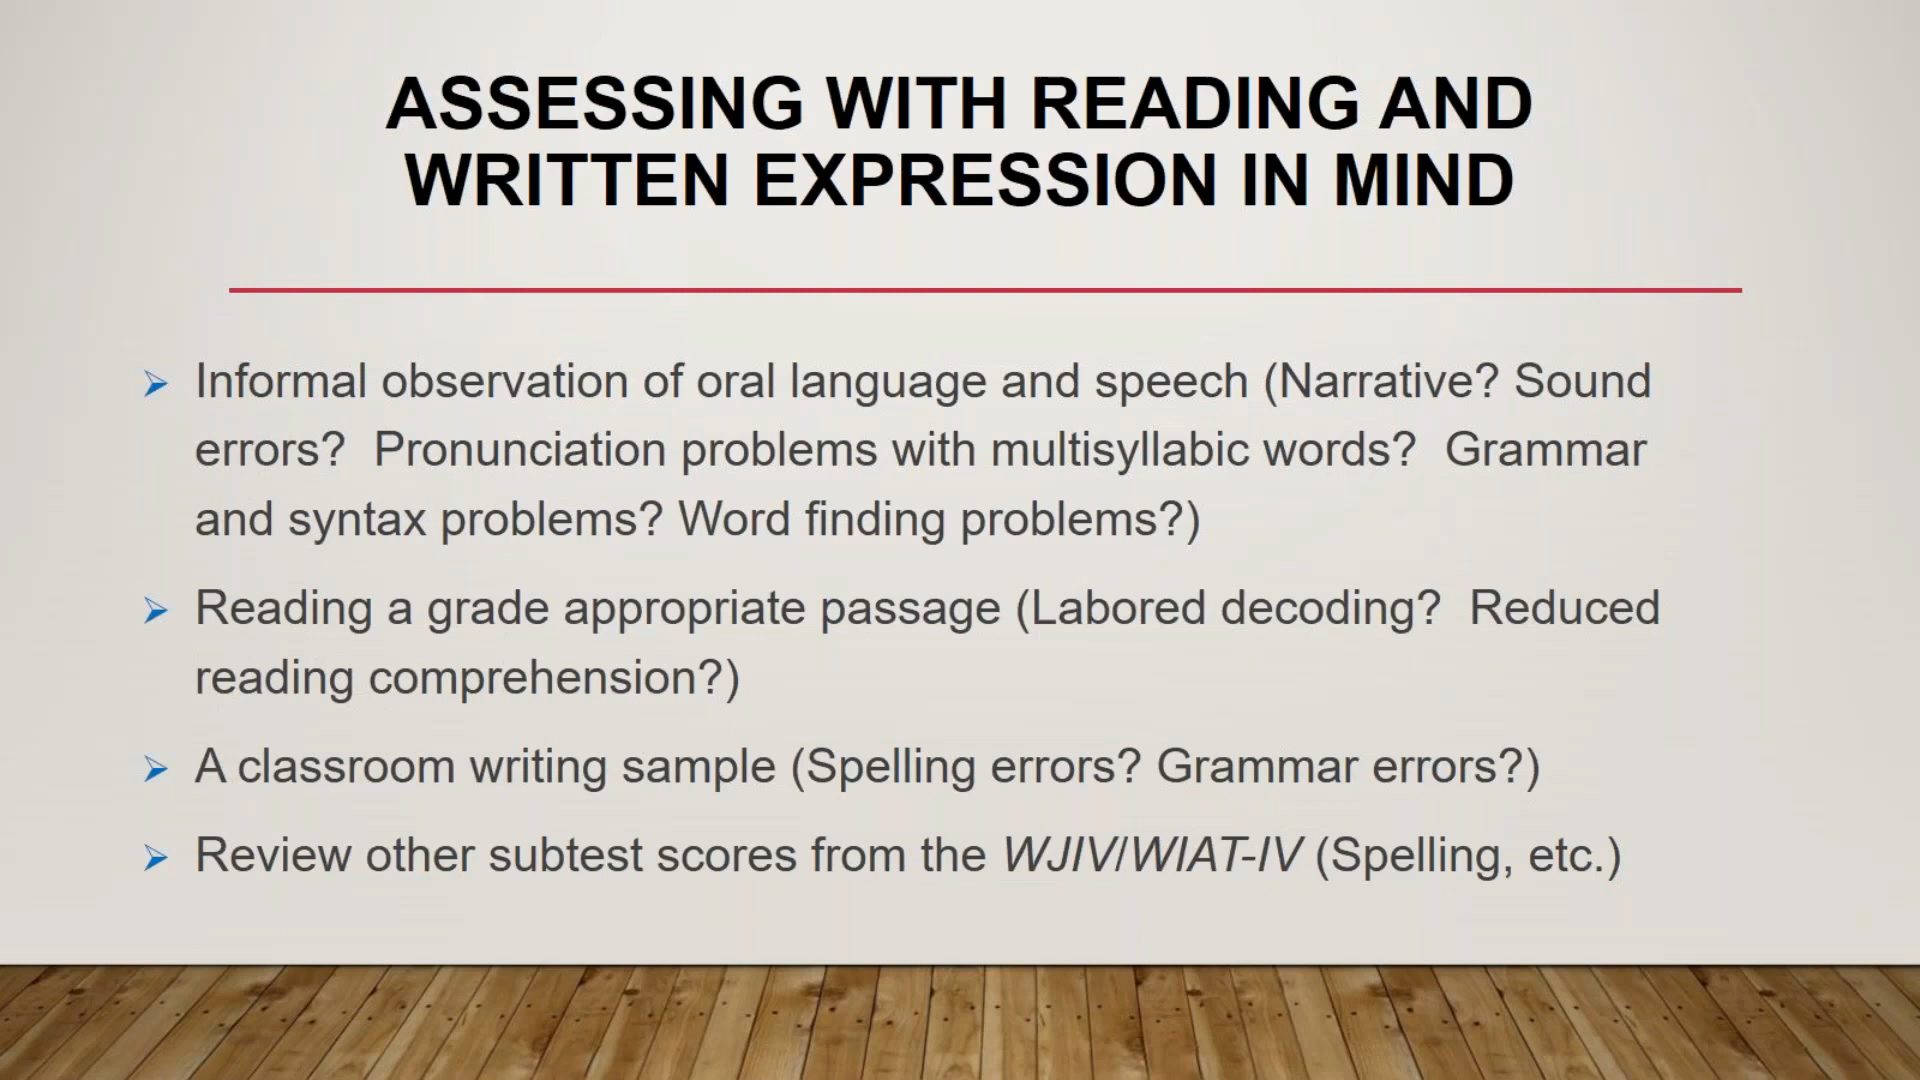 ASSESSING WITH READING AND
WRITTEN EXPRESSION IN MIND
Informal observation of oral language and speech (Narrative? Sound
errors?  Pronunciation problems with multisyllabic words?  Grammar
and syntax problems? Word finding problems?)
Reading a grade appropriate passage (Labored decoding?  Reduced
reading comprehension?)
A classroom writing sample (Spelling errors? Grammar errors?)
Review other subtest scores from the WJIV/WIAT-IV (Spelling, etc.)